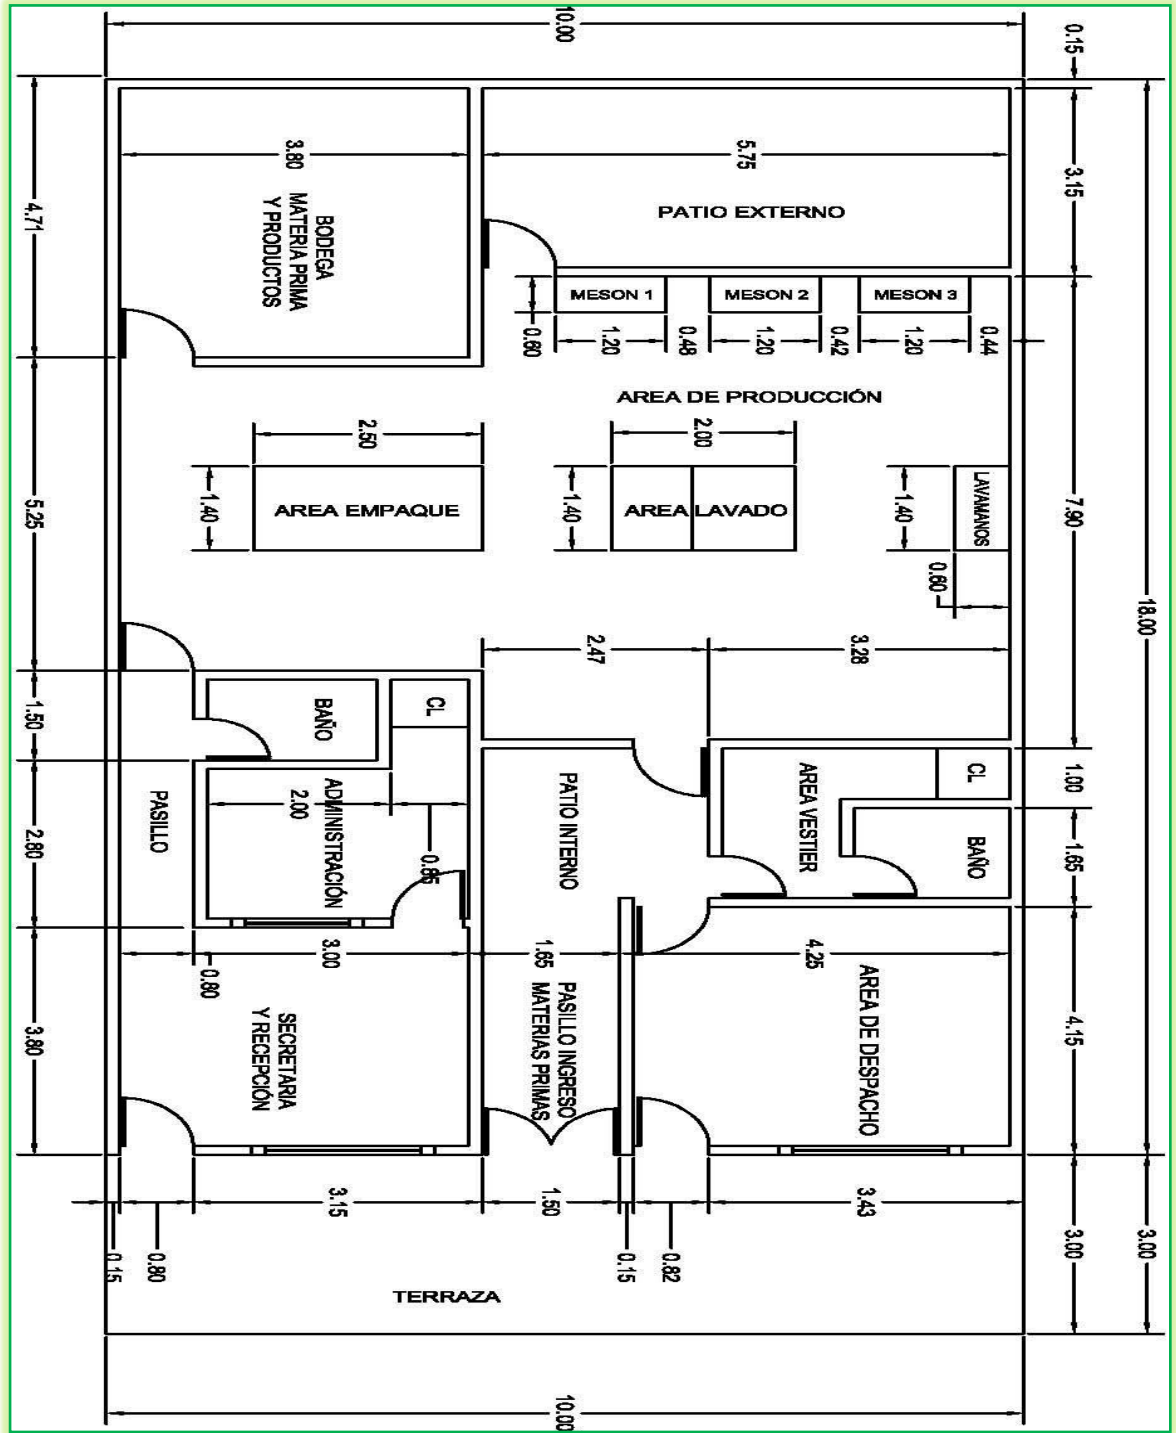 10.00
0.15
18.00
3.80
5.75
3.15
4.71
BODEGA
MATERIA PRIMA
Y PRODUCTOS
PATIO EXTERNO
MESON 1
MESON 2
MESON 3
0.60
1.20
0.48
1.20
0.42
1.20
0.44
AREA DE PRODUCCIÓN
2.50
2.00
5.25
1.40
AREA EMPAQUE
1.40
AREA LAVADO
1.40
LAVAMANOS
7.90
0.60
2.47
3.28
1.50
BAÑO
CL
PASILLO
2.80
2.00
ADMINISTRACIÓN
0.85
PATIO INTERNO
AREA VESTIER
CL
1.00
BAÑO
1.65
3.00
0.80
1.65
4.25
3.80
SECRETARIA
Y RECEPCIÓN
PASILLO INGRESO
MATERIAS PRIMAS
AREA DE DESPACHO
4.15
3.15
1.50
3.43
0.15
0.80
0.15
0.82
3.00
3.00
TERRAZA
10.00